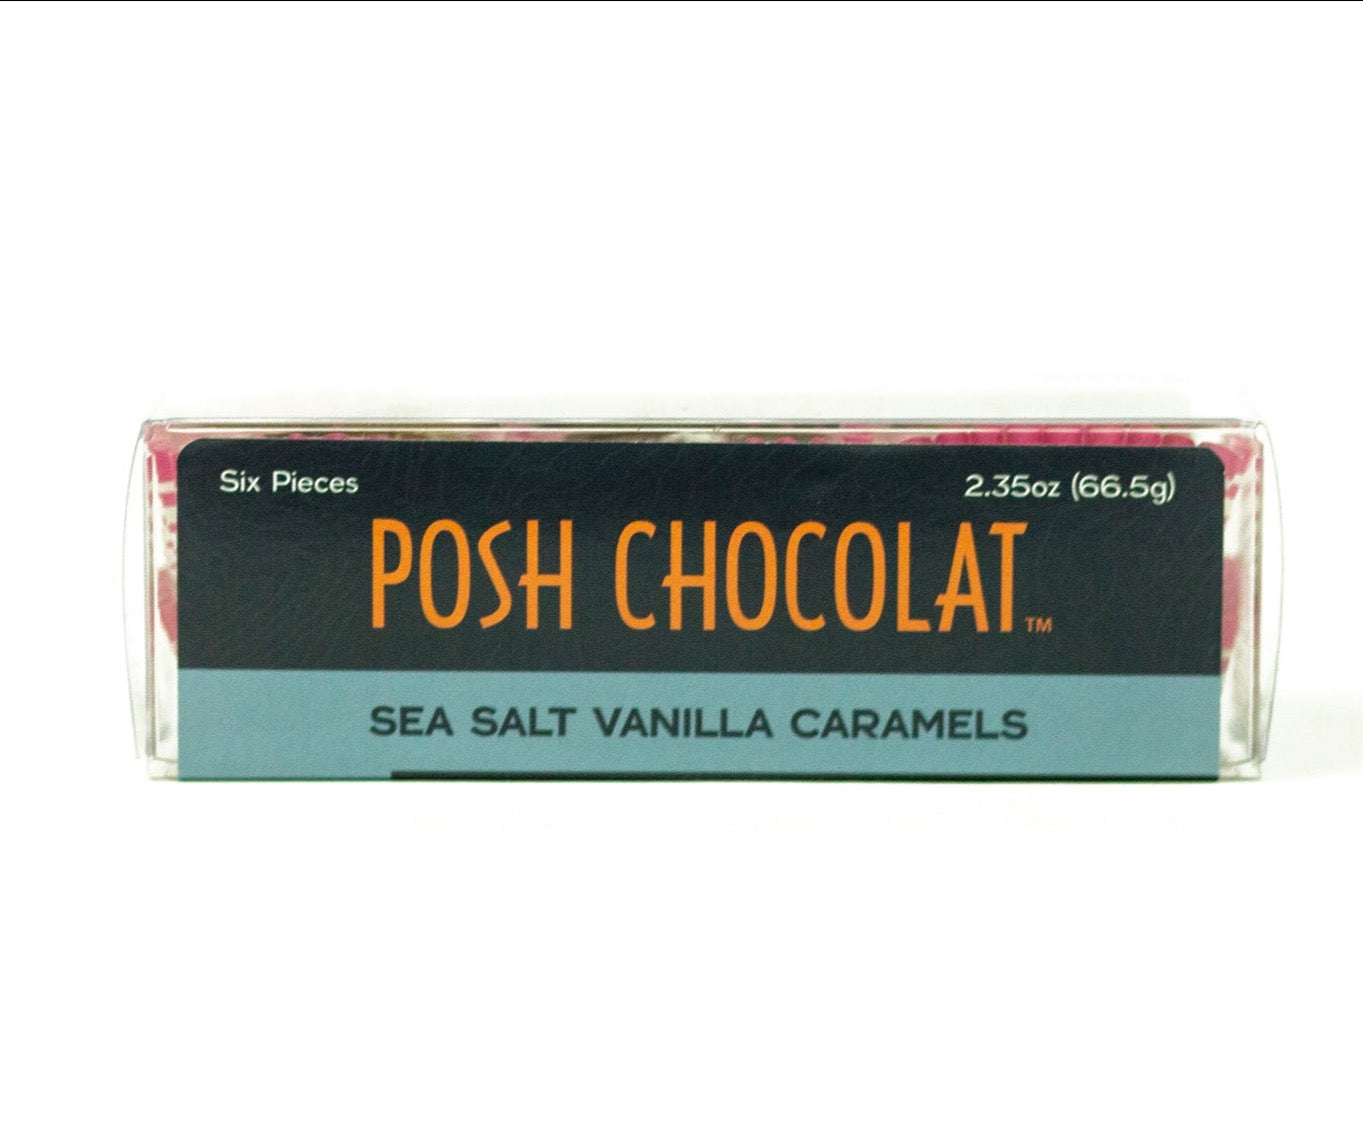 Six Pieces
2.35oz (66.5g)
POSH CHOCOLAT™
SEA SALT VANILLA CARAMELS